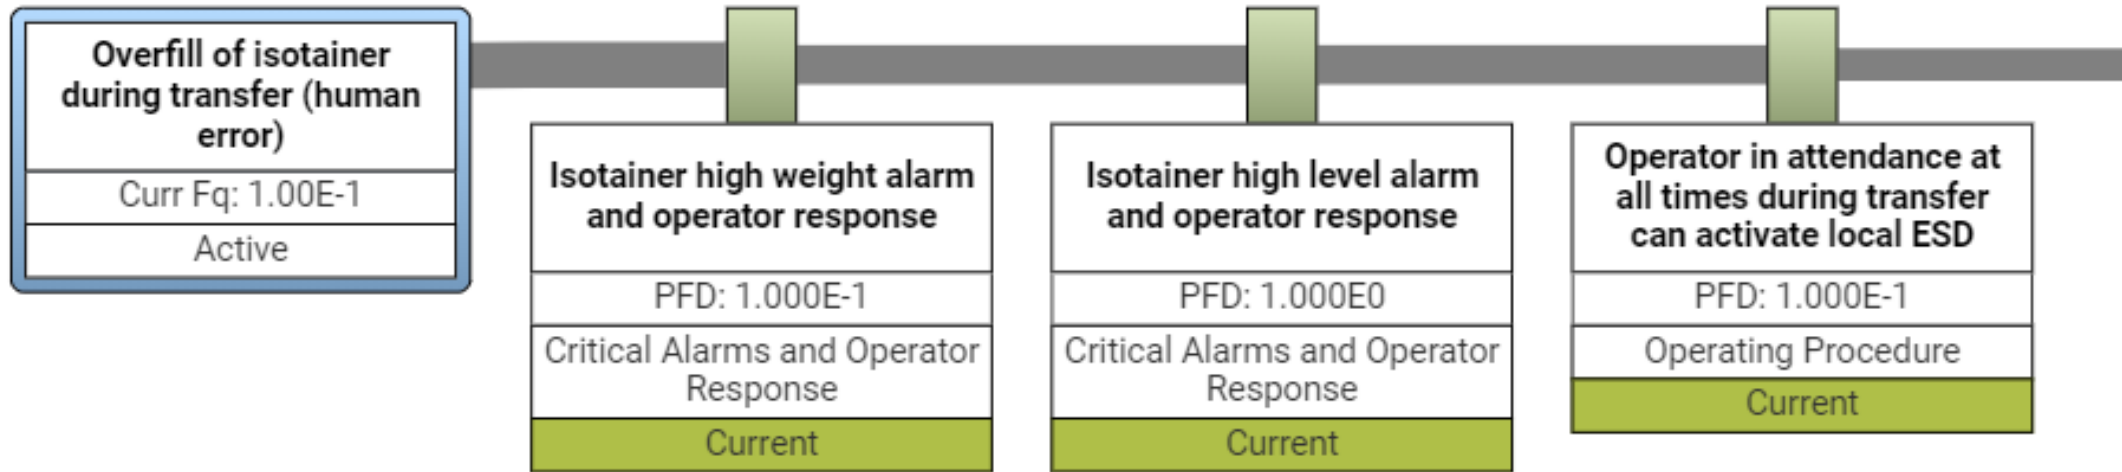 Overfill of isotainer
during transfer (human
error)
Curr Fq: 1.00E-1
Active
Isotainer high weight alarm
and operator response
PFD: 1.000E-1
Critical Alarms and Operator
Response
Current
Isotainer high level alarm
and operator response
PFD: 1.000E0
Critical Alarms and Operator
Response
Current
Operator in attendance at
all times during transfer
can activate local ESD
PFD: 1.000E-1
Operating Procedure
Current